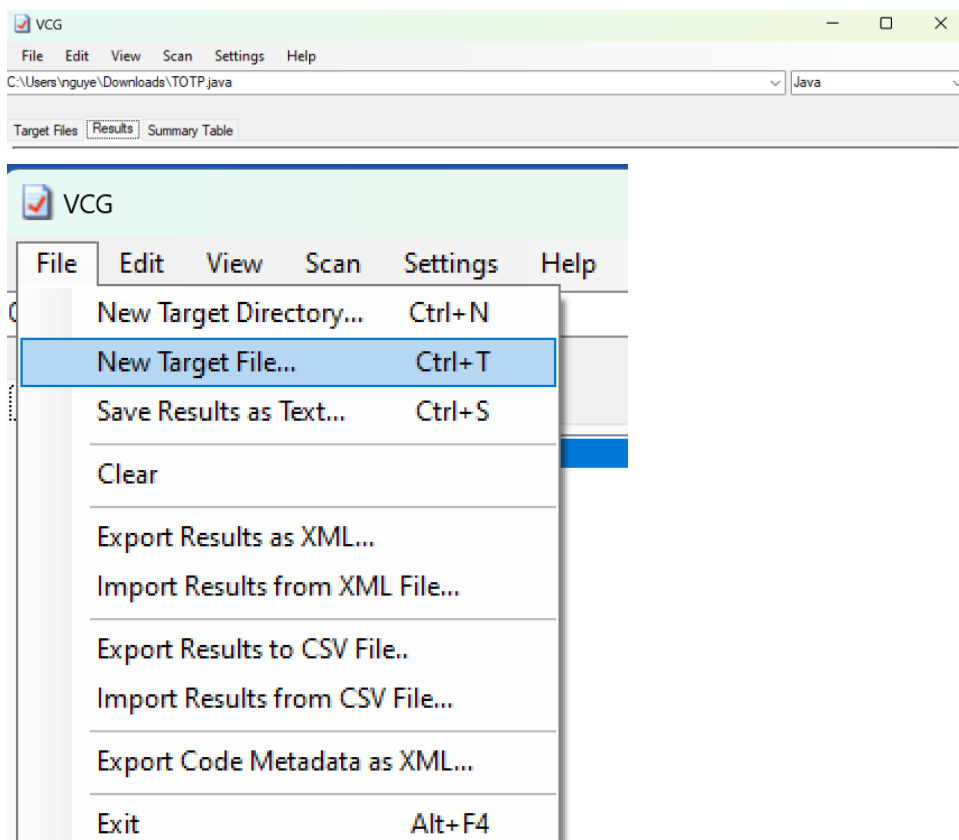 VCG
File Edit View Scan Settings Help
C:\Users\nguye\Downloads\TOTP.java Java
Target Files Results Summary Table
VCG
File Edit View Scan Settings Help
New Target Directory... Ctrl+N
New Target File... Ctrl+T
Save Results as Text... Ctrl+S
Clear
Export Results as XML...
Import Results from XML File...
Export Results to CSV File..
Import Results from CSV File...
Export Code Metadata as XML...
Exit Alt+F4